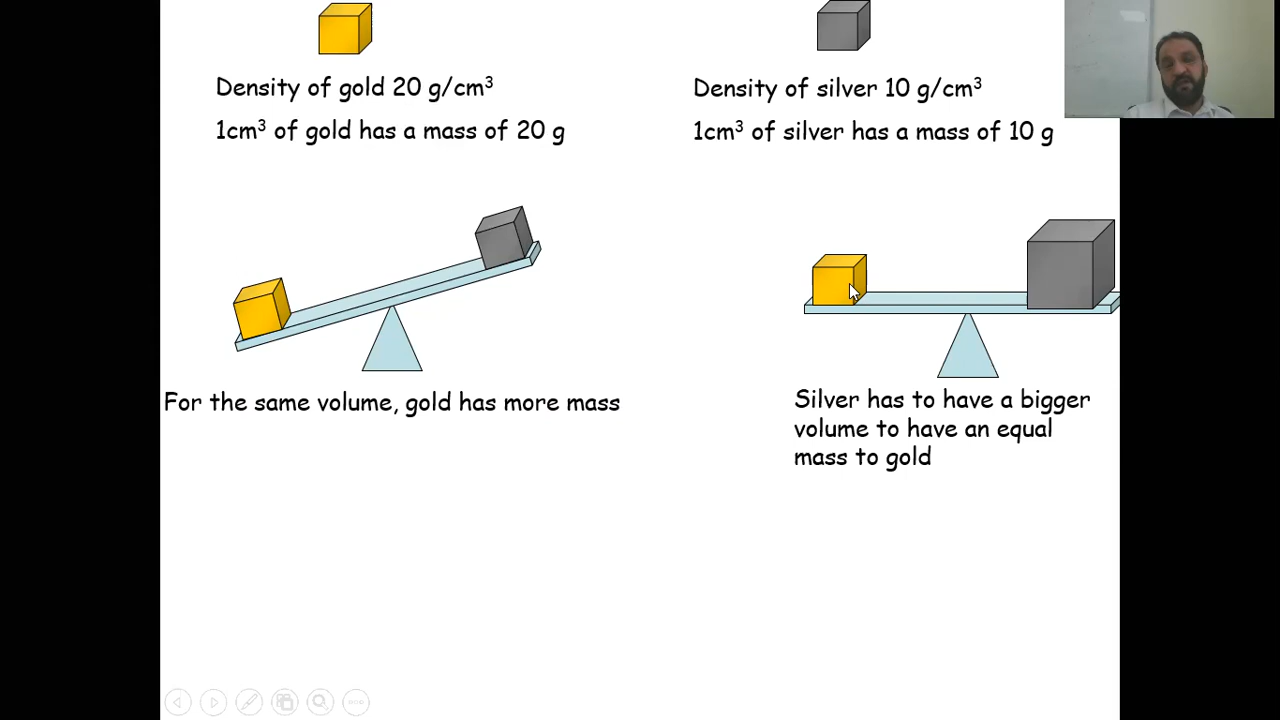 Density of gold 20 g/cm³
1cm³ of gold has a mass of 20 g
Density of silver 10 g/cm³
1cm³ of silver has a mass of 10 g
For the same volume, gold has more mass
Silver has to have a bigger
volume to have an equal
mass to gold